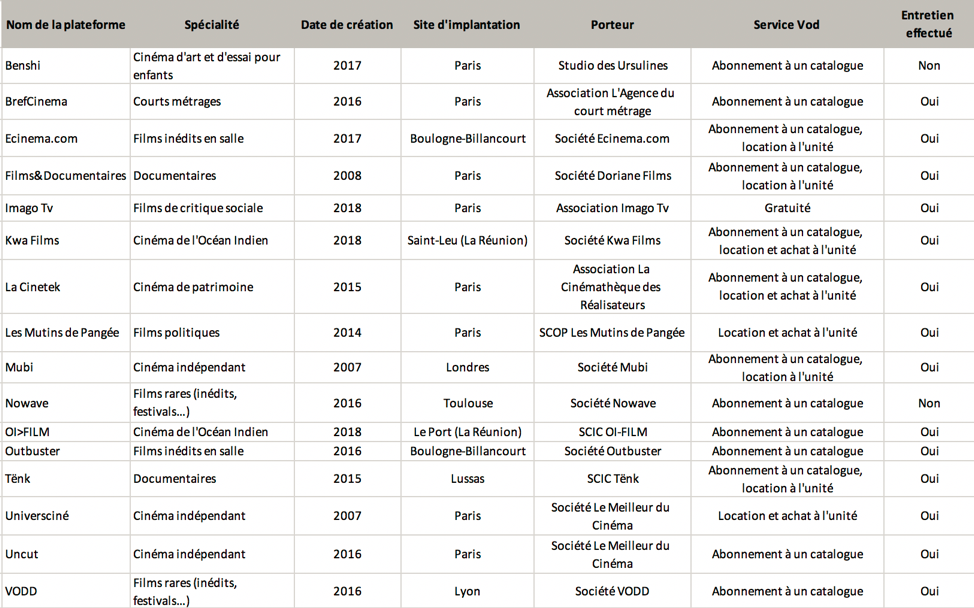 Nom de la plateforme Spécialité Date de création Site d'implantation Porteur Service Vod Entretien effectué
Benshi Cinéma d'art et d'essai pour enfants 2017 Paris Studio des Ursulines Abonnement à un catalogue Non
BrefCinema Courts métrages 2016 Paris Association L'Agence du court métrage Abonnement à un catalogue Oui
Ecinema.com Films inédits en salle 2017 Boulogne-Billancourt Société Ecinema.com Abonnement à un catalogue, location à l'unité Oui
Films&Documentaires Documentaires 2008 Paris Société Doriane Films Abonnement à un catalogue, location à l'unité Oui
Imago Tv Films de critique sociale 2018 Paris Association Imago Tv Gratuité Oui
Kwa Films Cinéma de l'Océan Indien 2018 Saint-Leu (La Réunion) Société Kwa Films Abonnement à un catalogue, location et achat à l'unité Oui
La Cinetek Cinéma de patrimoine 2015 Paris Association La Cinémathèque des Réalisateurs Abonnement à un catalogue, location et achat à l'unité Oui
Les Mutins de Pangée Films politiques 2014 Paris SCOP Les Mutins de Pangée Location et achat à l'unité Oui
Mubi Cinéma indépendant 2007 Londres Société Mubi Abonnement à un catalogue, location à l'unité Oui
Nowave Films rares (inédits, festivals…) 2016 Toulouse Société Nowave Abonnement à un catalogue Non
OI>FILM Cinéma de l'Océan Indien 2018 Le Port (La Réunion) SCIC OI-FILM Abonnement à un catalogue Oui
Outbuster Films inédits en salle 2016 Boulogne-Billancourt Société Outbuster Abonnement à un catalogue Oui
Tënk Documentaires 2015 Lussas SCIC Tënk Abonnement à un catalogue, location à l'unité Oui
Universciné Cinéma indépendant 2007 Paris Société Le Meilleur du Cinéma Location et achat à l'unité Oui
Uncut Cinéma indépendant 2016 Paris Société Le Meilleur du Cinéma Abonnement à un catalogue Oui
VODD Films rares (inédits, festivals…) 2016 Lyon Société VODD Abonnement à un catalogue Oui